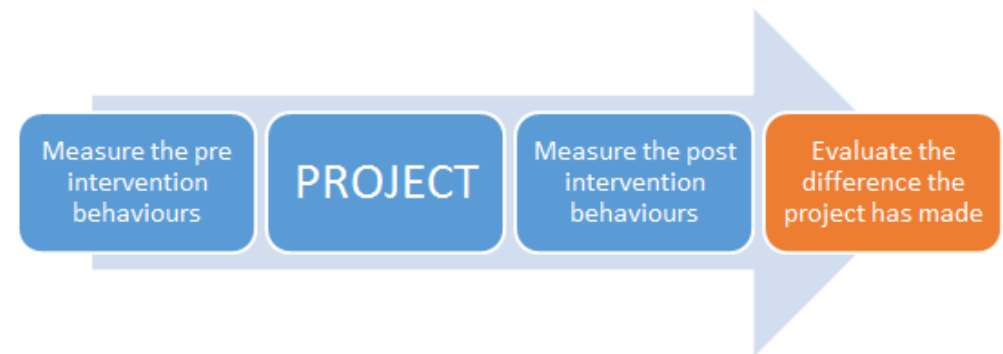 Measure the pre
intervention
behaviours
PROJECT
Measure the post
intervention
behaviours
Evaluate the
difference the
project has made